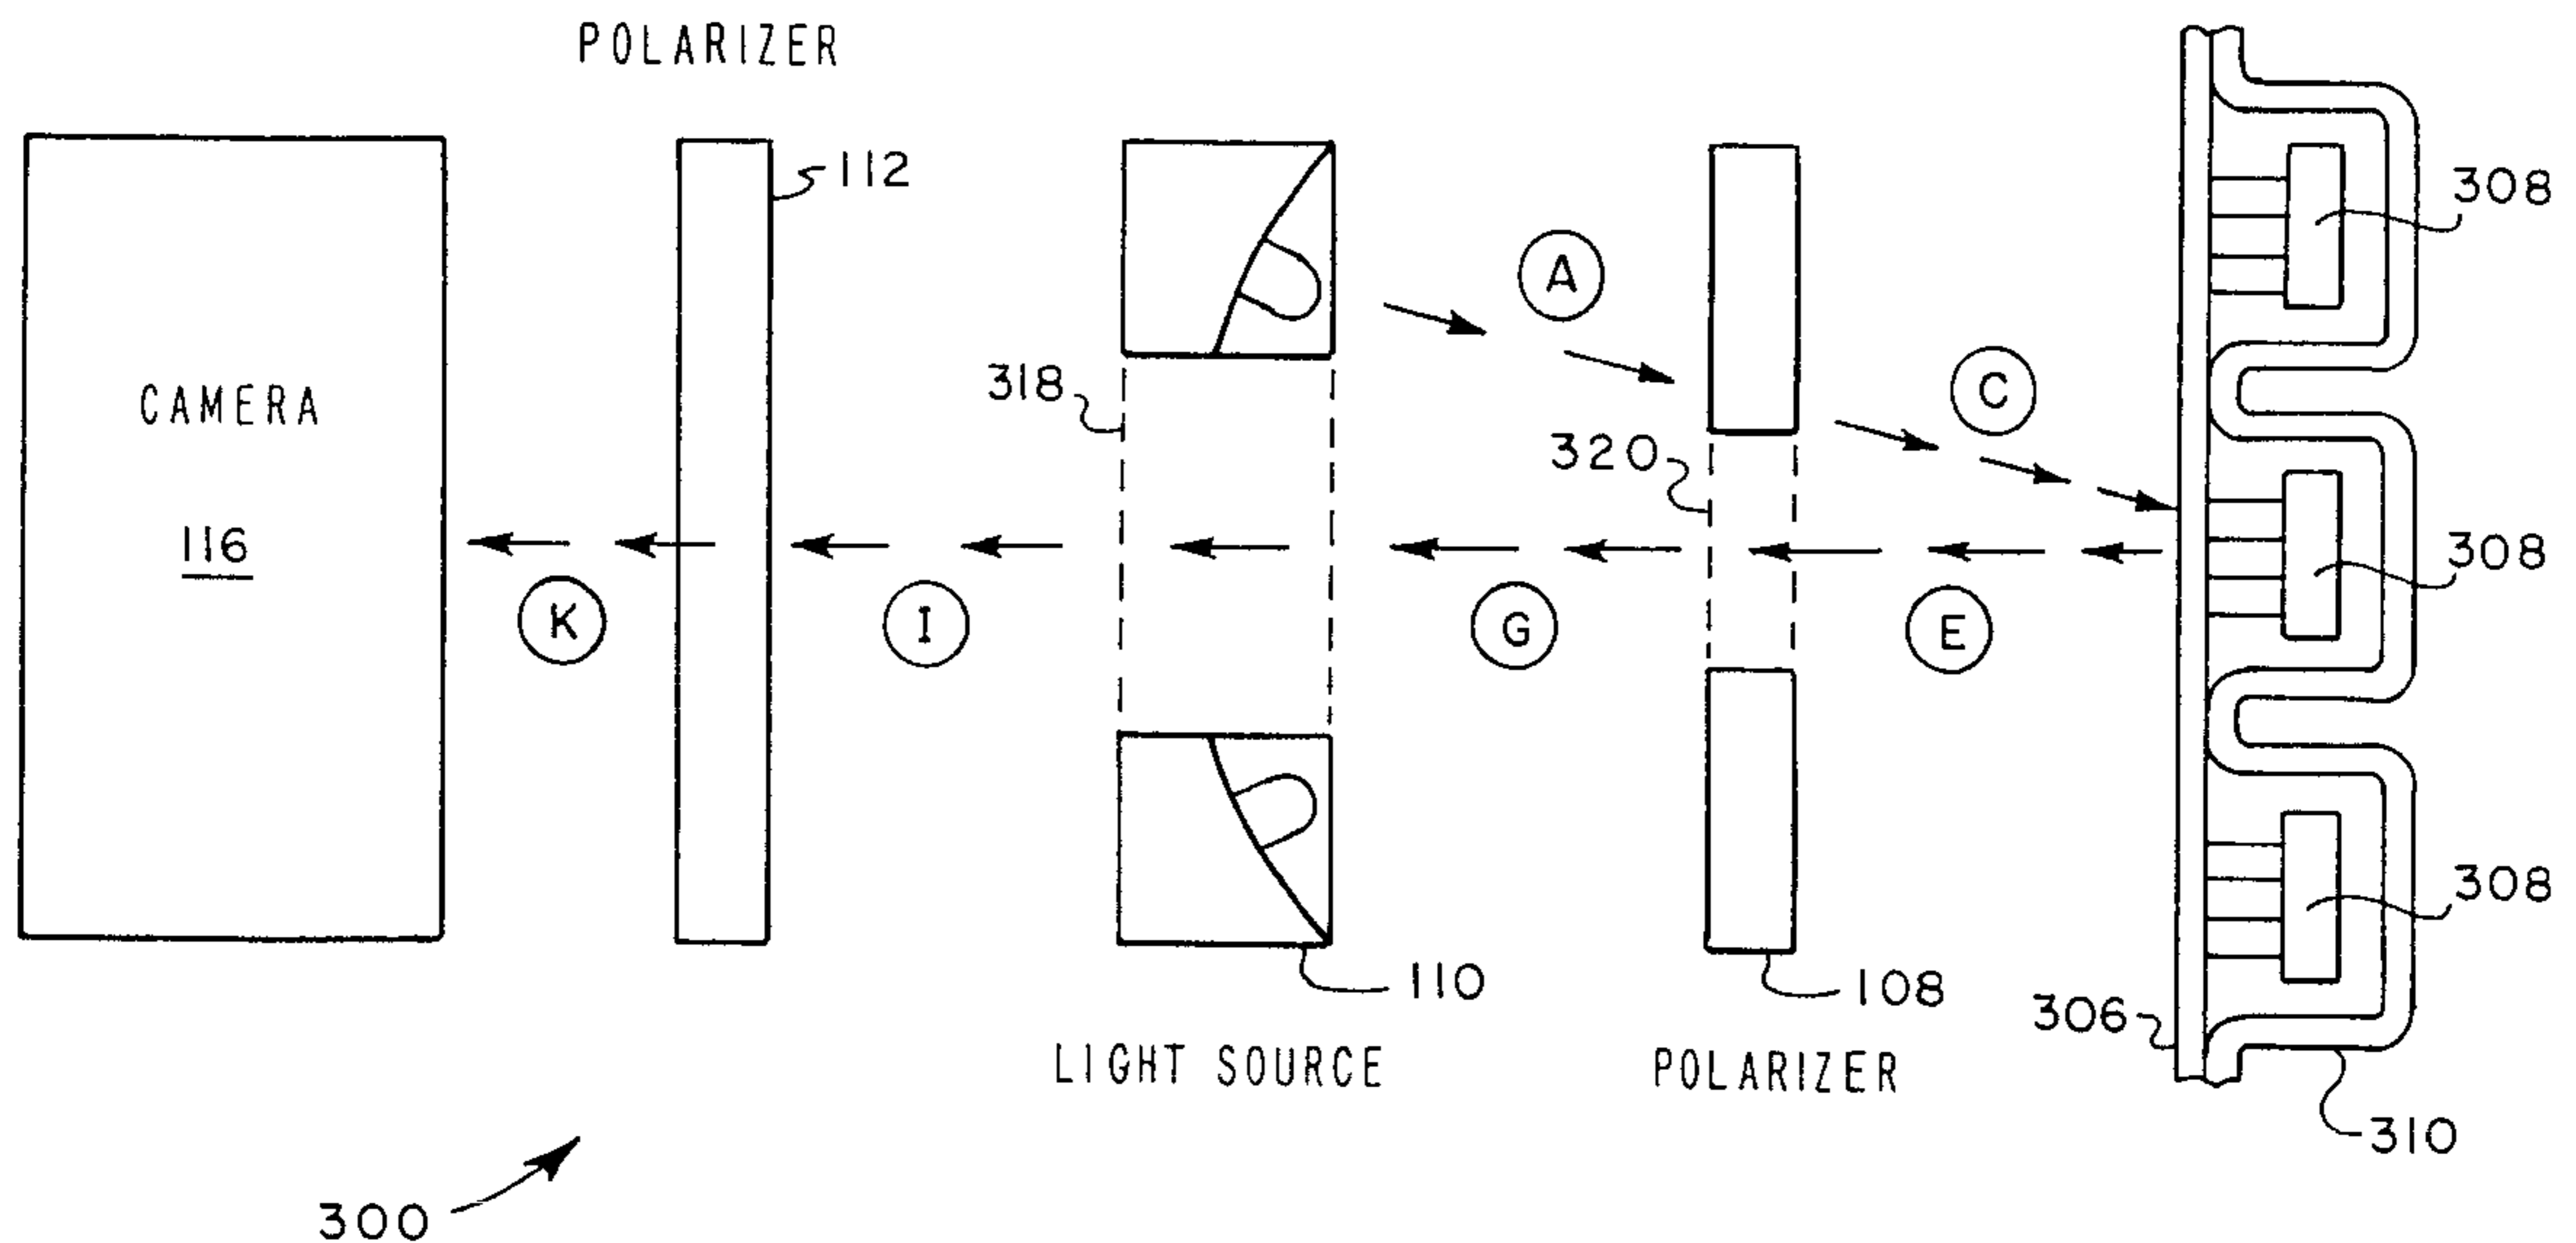 POLARIZER
112
308
A
318
C
CAMERA
320
116
308
K
I
G
E
308
110
108
306
LIGHT SOURCE
POLARIZER
310
300